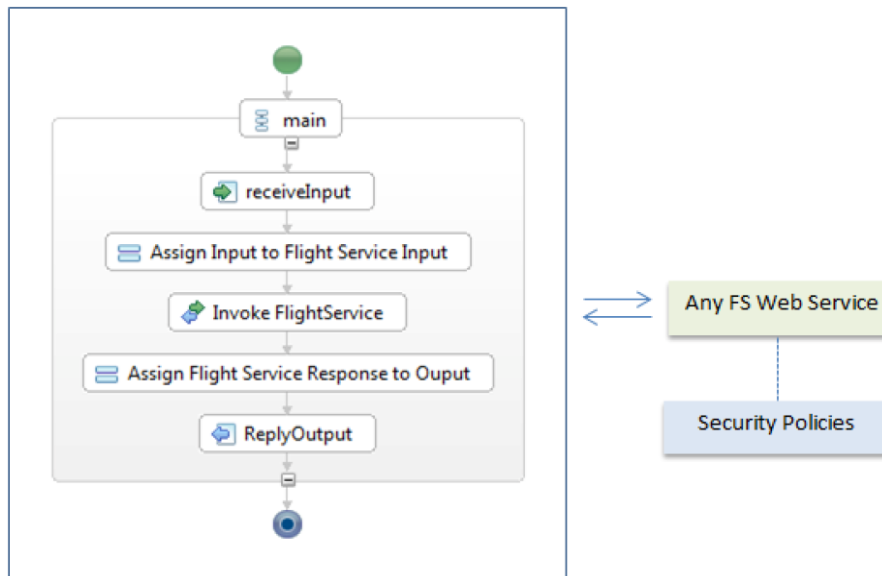 main
receiveInput
Assign Input to Flight Service Input
Invoke FlightService
Assign Flight Service Response to Ouput
ReplyOutput
Any FS Web Service
Security Policies